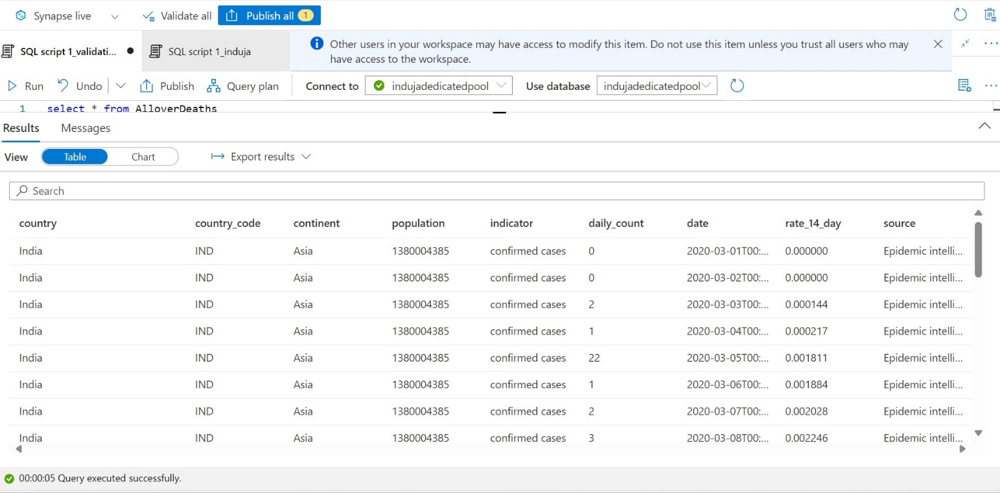 Synapse live Validate all Publish all 1
SQL script 1_validati... SQL script 1_induja
Other users in your workspace may have access to modify this item. Do not use this item unless you trust all users who may
have access to the workspace.
Run Undo Publish Query plan Connect to indujadedicatedpool Use database indujadedicatedpool
1 select * from AlloverDeaths
Results Messages
View Table Chart Export results
Search
country country_code continent population indicator daily_count date rate_14_day source
India IND Asia 1380004385 confirmed cases 0 2020-03-01T00:... 0.000000 Epidemic intelli...
India IND Asia 1380004385 confirmed cases 0 2020-03-02T00:... 0.000000 Epidemic intelli...
India IND Asia 1380004385 confirmed cases 2 2020-03-03T00:... 0.000144 Epidemic intelli...
India IND Asia 1380004385 confirmed cases 1 2020-03-04T00:... 0.000217 Epidemic intelli...
India IND Asia 1380004385 confirmed cases 22 2020-03-05T00:... 0.001811 Epidemic intelli...
India IND Asia 1380004385 confirmed cases 1 2020-03-06T00:... 0.001884 Epidemic intelli...
India IND Asia 1380004385 confirmed cases 2 2020-03-07T00:... 0.002028 Epidemic intelli...
India IND Asia 1380004385 confirmed cases 3 2020-03-08T00:... 0.002246 Epidemic intelli...
00:00:05 Query executed successfully.